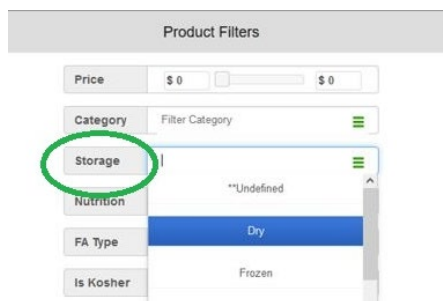 Product Filters
Price $ 0 $ 0
Category Filter Category
Storage
**Undefined
Nutrition
Dry
FA Type
Frozen
Is Kosher